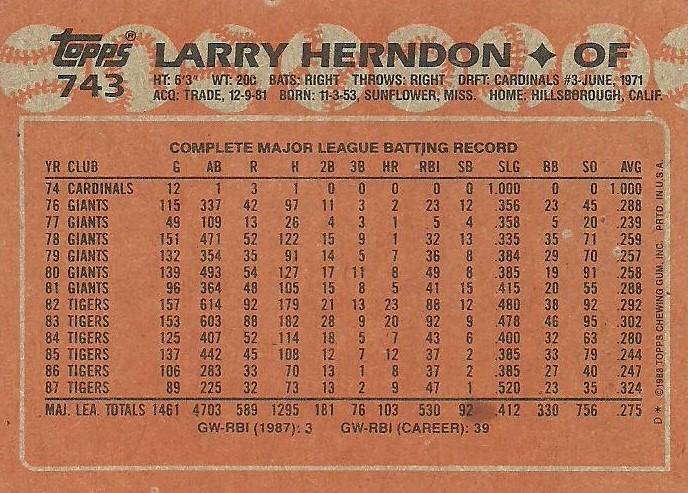 Topps® LARRY HERNDON ✦ OF
743 HT: 6'3" WT: 200 BATS: RIGHT THROWS: RIGHT DRFT: CARDINALS #3-JUNE, 1971
ACQ: TRADE, 12-9-81 BORN: 11-3-53, SUNFLOWER, MISS. HOME: HILLSBOROUGH, CALIF.
COMPLETE MAJOR LEAGUE BATTING RECORD
YR CLUB G AB R H 2B 3B HR RBI SB SLG BB SO AVG
74 CARDINALS 12 1 3 1 0 0 0 0 0 1.000 0 0 1.000
76 GIANTS 115 337 42 97 11 3 2 23 12 .356 23 45 .288
77 GIANTS 49 109 13 26 4 3 1 5 4 .358 5 20 .239
78 GIANTS 151 471 52 122 15 9 1 32 13 .335 35 71 .259
79 GIANTS 132 354 35 91 14 5 7 36 8 .384 29 70 .257
80 GIANTS 139 493 54 127 17 11 8 49 8 .385 19 91 .258
81 GIANTS 96 364 48 105 15 8 5 41 15 .415 20 55 .288
82 TIGERS 157 614 92 179 21 13 23 88 12 .480 38 92 .292
83 TIGERS 153 603 88 182 28 9 20 92 9 .478 46 95 .302
84 TIGERS 125 407 52 114 18 5 7 43 6 .400 32 63 .280
85 TIGERS 137 442 45 108 12 7 12 37 2 .385 33 79 .244
86 TIGERS 106 283 33 70 13 1 8 37 2 .385 27 40 .247
87 TIGERS 89 225 32 73 13 2 9 47 1 .520 23 35 .324
MAJ. LEA. TOTALS 1461 4703 589 1295 181 76 103 530 92 .412 330 756 .275
GW-RBI (1987): 3 GW-RBI (CAREER): 39
D * ©1988 TOPPS CHEWING GUM, INC. PRTD. IN U.S.A.